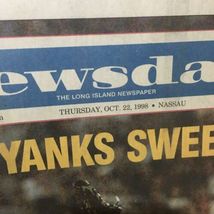 ewsda
THE LONG ISLAND NEWSPAPER
THURSDAY, OCT. 22, 1998 • NASSAU
YANKS SWEE